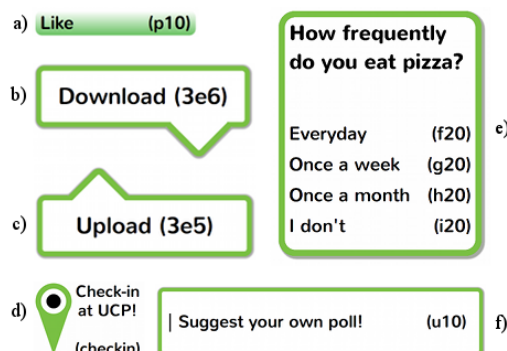 a) Like (p10)
b) Download (3e6)
c) Upload (3e5)
d) Check-in
at UCP!
(checkin)
How frequently
do you eat pizza?
Everyday (f20)
Once a week (g20)
Once a month (h20)
I don't (i20)
e)
| Suggest your own poll! (u10)
f)